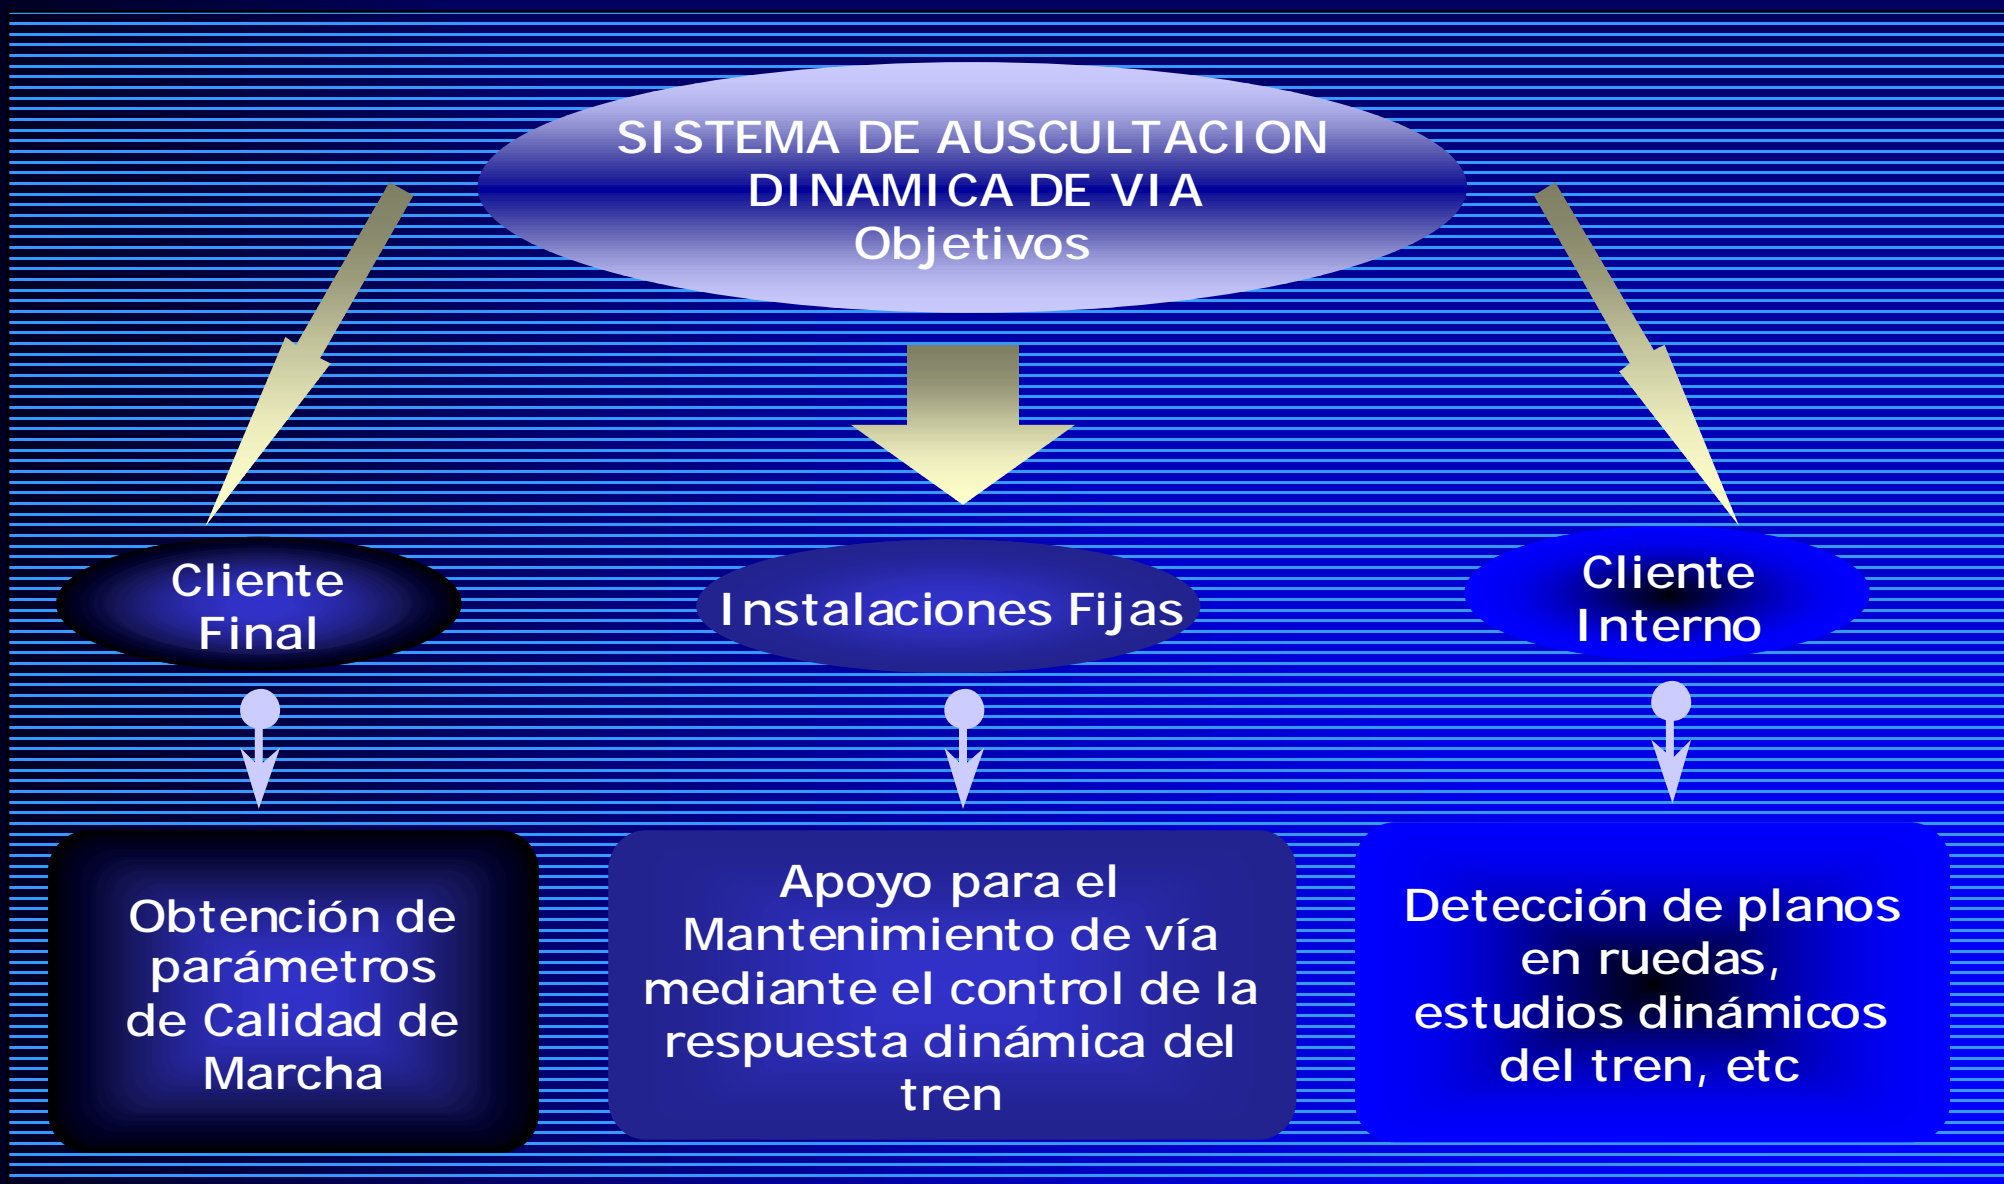 SISTEMA DE AUSCULTACION
DINAMICA DE VIA
Objetivos
Cliente
Final
Instalaciones Fijas
Cliente
Interno
Obtención de
parámetros
de Calidad de
Marcha
Apoyo para el
Mantenimiento de vía
mediante el control de la
respuesta dinámica del
tren
Detección de planos
en ruedas,
estudios dinámicos
del tren, etc